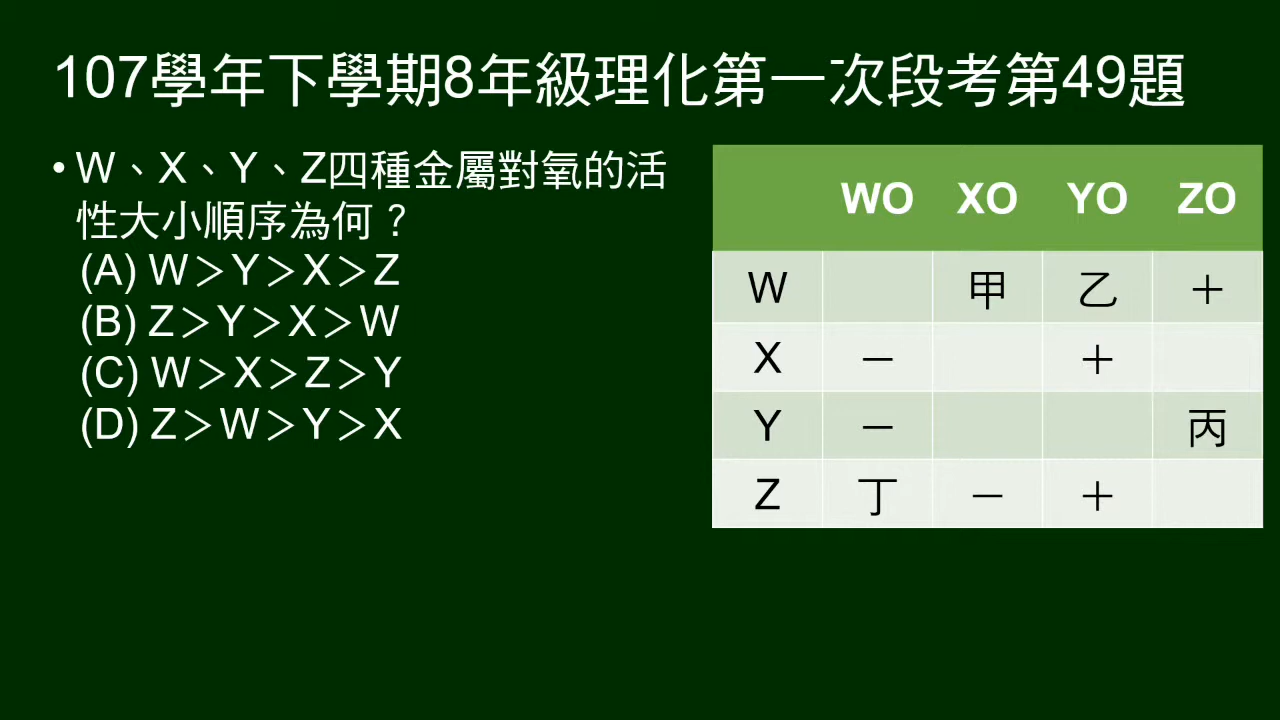 107學年下學期8年級理化第一次段考第49題
• W、X、Y、Z四種金屬對氧的活
性大小順序為何？
(A) W＞Y＞X＞Z
(B) Z＞Y＞X＞W
(C) W＞X＞Z＞Y
(D) Z＞W＞Y＞X
WO XO YO ZO
W 甲 乙 ＋
X － ＋
Y － 丙
Z 丁 － ＋